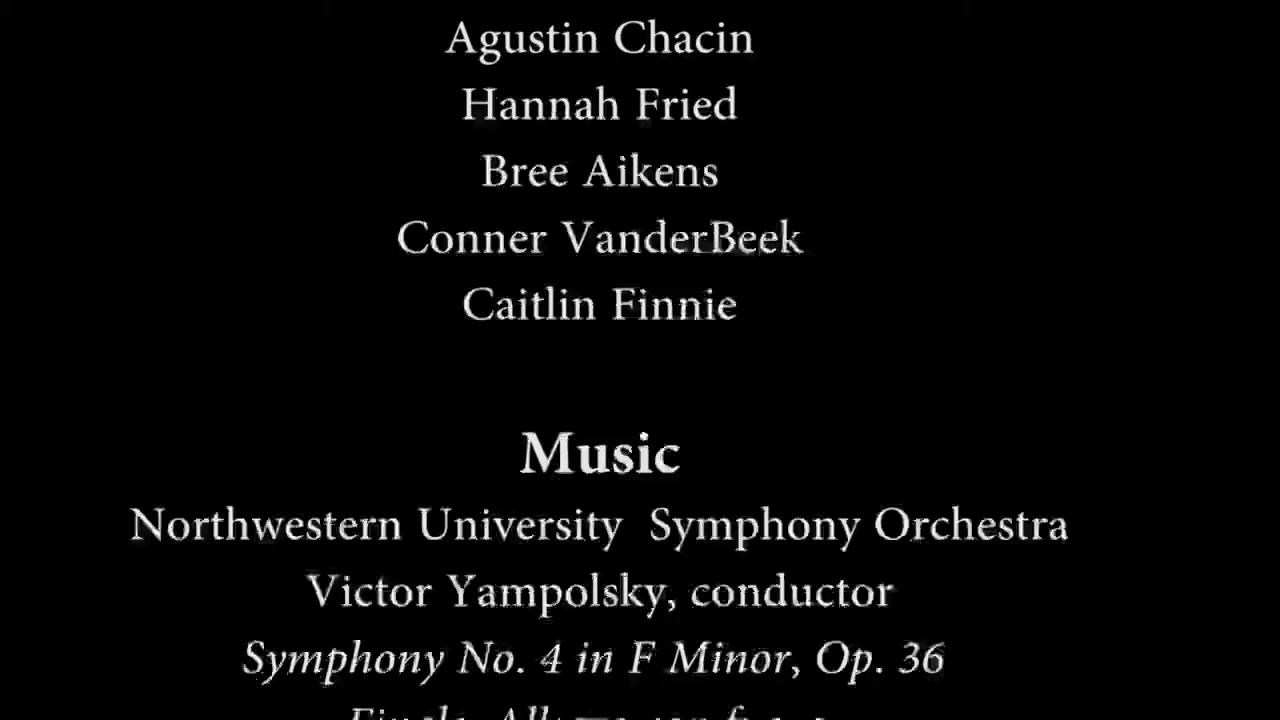 Agustin Chacin
Hannah Fried
Bree Aikens
Conner VanderBeek
Caitlin Finnie
Music
Northwestern University Symphony Orchestra
Victor Yampolsky, conductor
Symphony No. 4 in F Minor, Op. 36